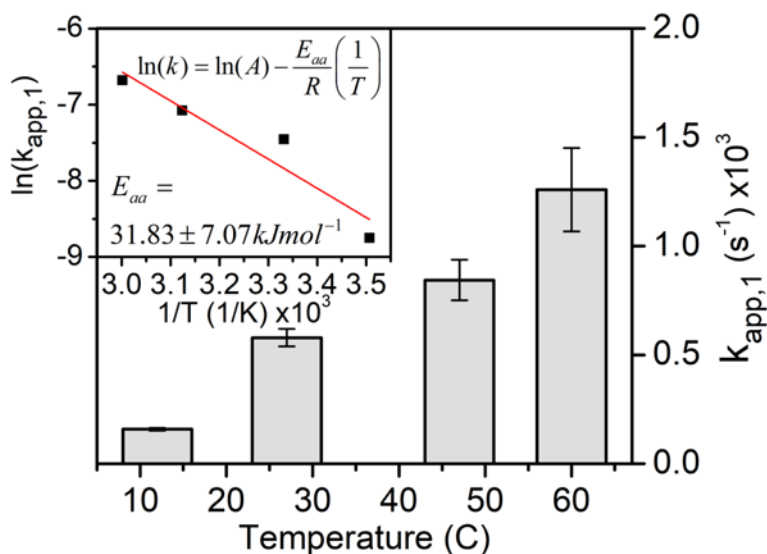 -6
-7
-8
-9
ln(k_app,1)
ln(k) = ln(A) − E_aa/R (1/T)
E_aa =
31.83 ± 7.07 kJmol⁻¹
3.0 3.1 3.2 3.3 3.4 3.5
1/T (1/K) x10³
2.0
1.5
1.0
0.5
0.0
k_app,1 (s⁻¹) x10³
10 20 30 40 50 60
Temperature (C)